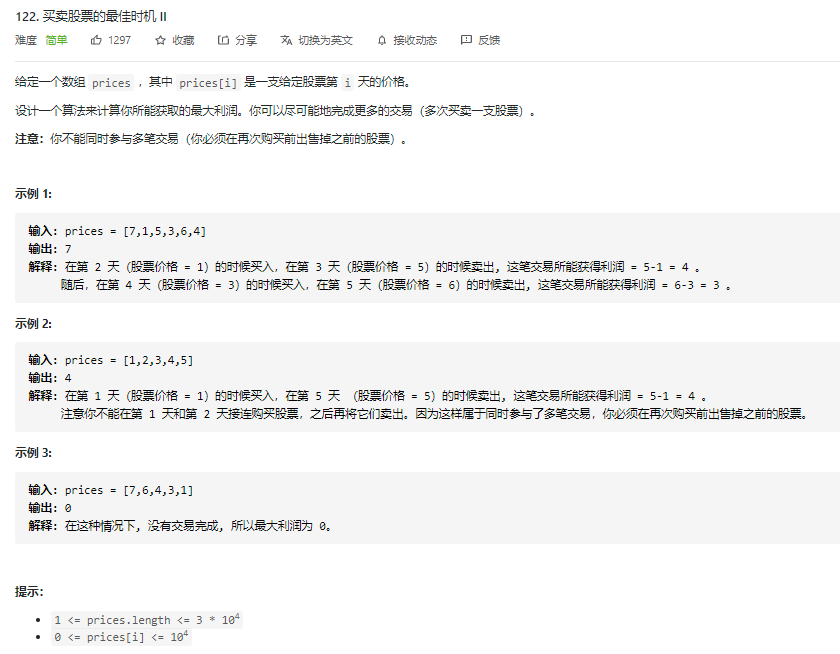 122. 买卖股票的最佳时机 II
难度 简单 1297 收藏 分享 切换为英文 接收动态 反馈
给定一个数组 prices ，其中 prices[i] 是一支给定股票第 i 天的价格。
设计一个算法来计算你所能获取的最大利润。你可以尽可能地完成更多的交易（多次买卖一支股票）。
注意：你不能同时参与多笔交易（你必须在再次购买前出售掉之前的股票）。
示例 1:
输入: prices = [7,1,5,3,6,4]
输出: 7
解释: 在第 2 天（股票价格 = 1）的时候买入，在第 3 天（股票价格 = 5）的时候卖出, 这笔交易所能获得利润 = 5-1 = 4 。
随后，在第 4 天（股票价格 = 3）的时候买入，在第 5 天（股票价格 = 6）的时候卖出, 这笔交易所能获得利润 = 6-3 = 3 。
示例 2:
输入: prices = [1,2,3,4,5]
输出: 4
解释: 在第 1 天（股票价格 = 1）的时候买入，在第 5 天 （股票价格 = 5）的时候卖出, 这笔交易所能获得利润 = 5-1 = 4 。
注意你不能在第 1 天和第 2 天接连购买股票，之后再将它们卖出。因为这样属于同时参与了多笔交易，你必须在再次购买前出售掉之前的股票。
示例 3:
输入: prices = [7,6,4,3,1]
输出: 0
解释: 在这种情况下, 没有交易完成, 所以最大利润为 0。
提示：
• 1 <= prices.length <= 3 * 10⁴
• 0 <= prices[i] <= 10⁴